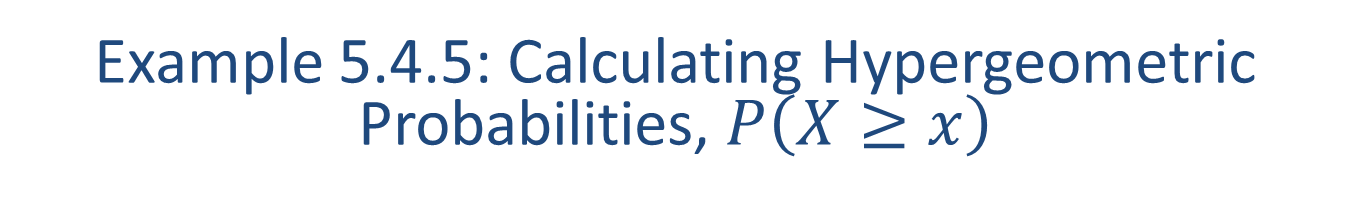 Example 5.4.5: Calculating Hypergeometric
Probabilities, P(X ≥ x)